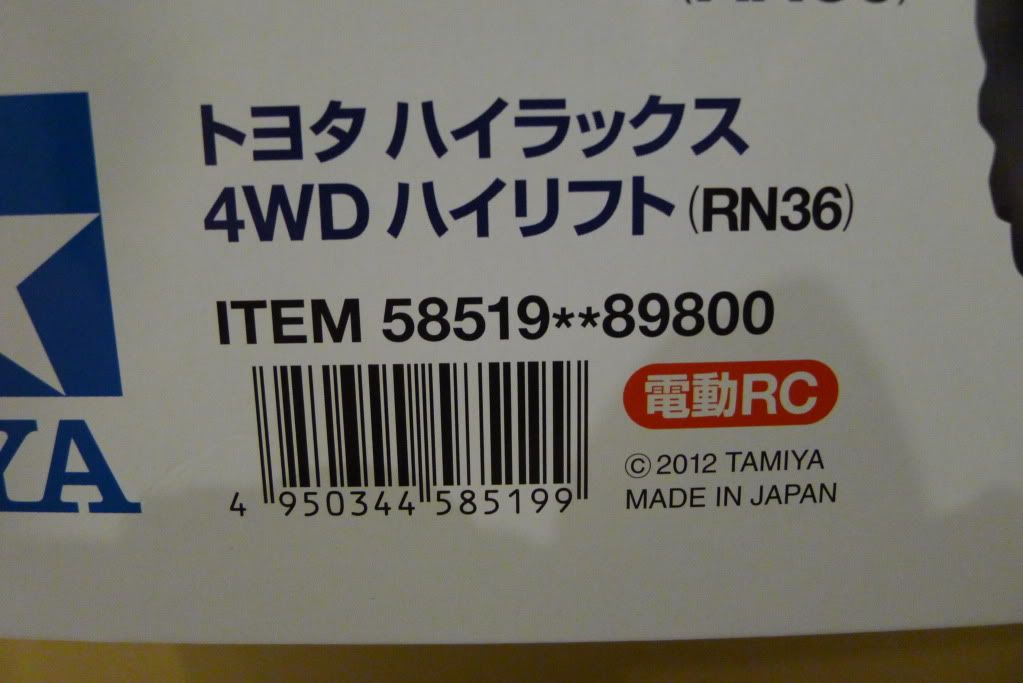 トヨタ ハイラックス
4WD ハイリフト (RN36)
ITEM 58519**89800
電動RC
4 950344 585199
© 2012 TAMIYA
MADE IN JAPAN
YA